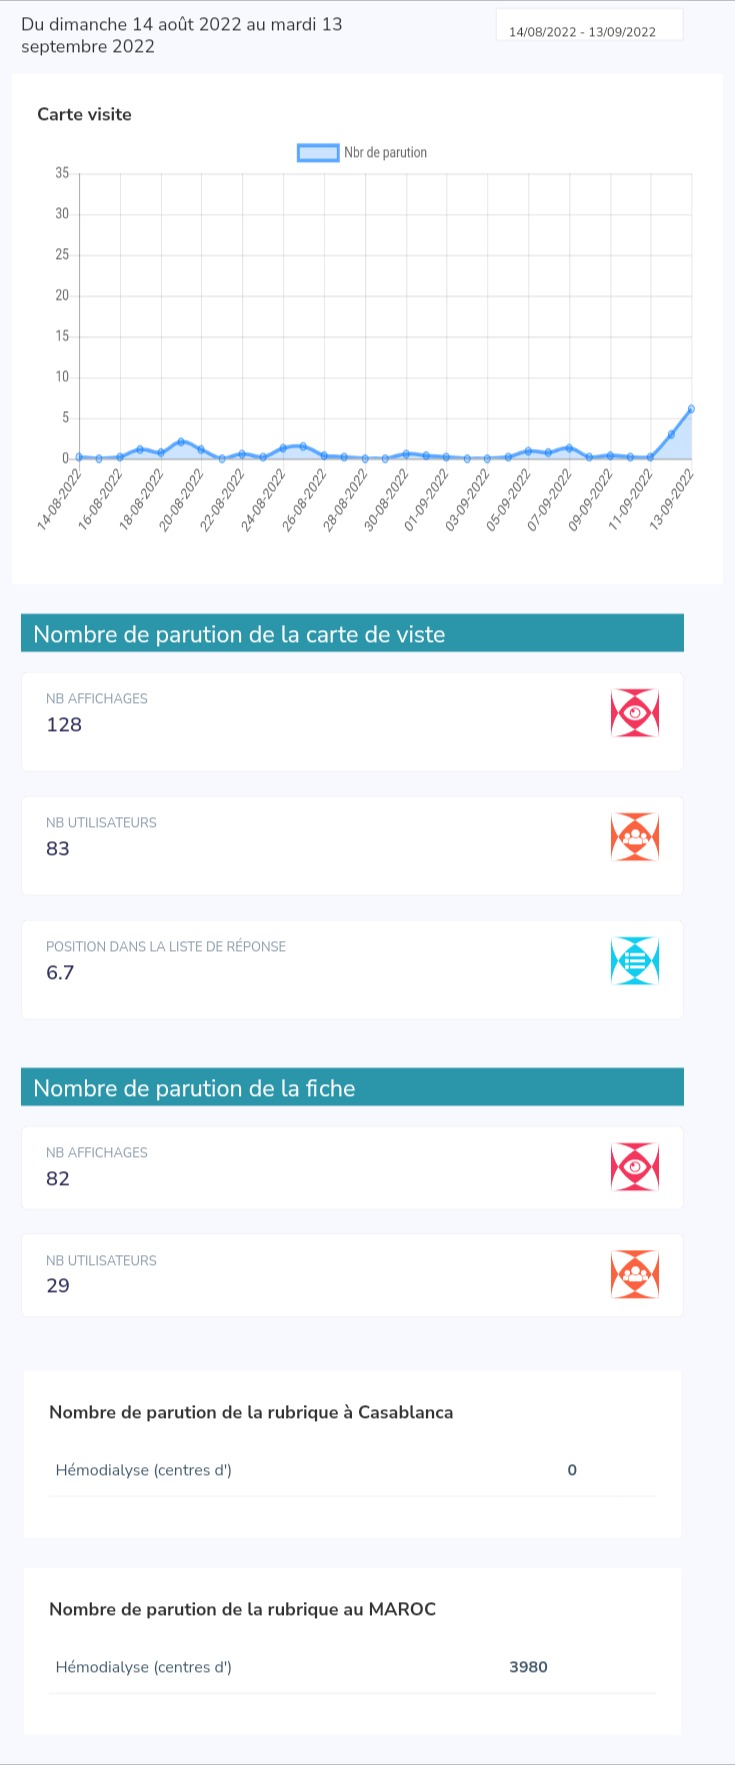 Du dimanche 14 août 2022 au mardi 13
septembre 2022
14/08/2022 - 13/09/2022
Carte visite
Nbr de parution
35
30
25
20
15
10
5
0
14-08-2022
16-08-2022
18-08-2022
20-08-2022
22-08-2022
24-08-2022
26-08-2022
28-08-2022
30-08-2022
01-09-2022
03-09-2022
05-09-2022
07-09-2022
09-09-2022
11-09-2022
13-09-2022
Nombre de parution de la carte de viste
NB AFFICHAGES
128
NB UTILISATEURS
83
POSITION DANS LA LISTE DE RÉPONSE
6.7
Nombre de parution de la fiche
NB AFFICHAGES
82
NB UTILISATEURS
29
Nombre de parution de la rubrique à Casablanca
Hémodialyse (centres d') 0
Nombre de parution de la rubrique au MAROC
Hémodialyse (centres d') 3980